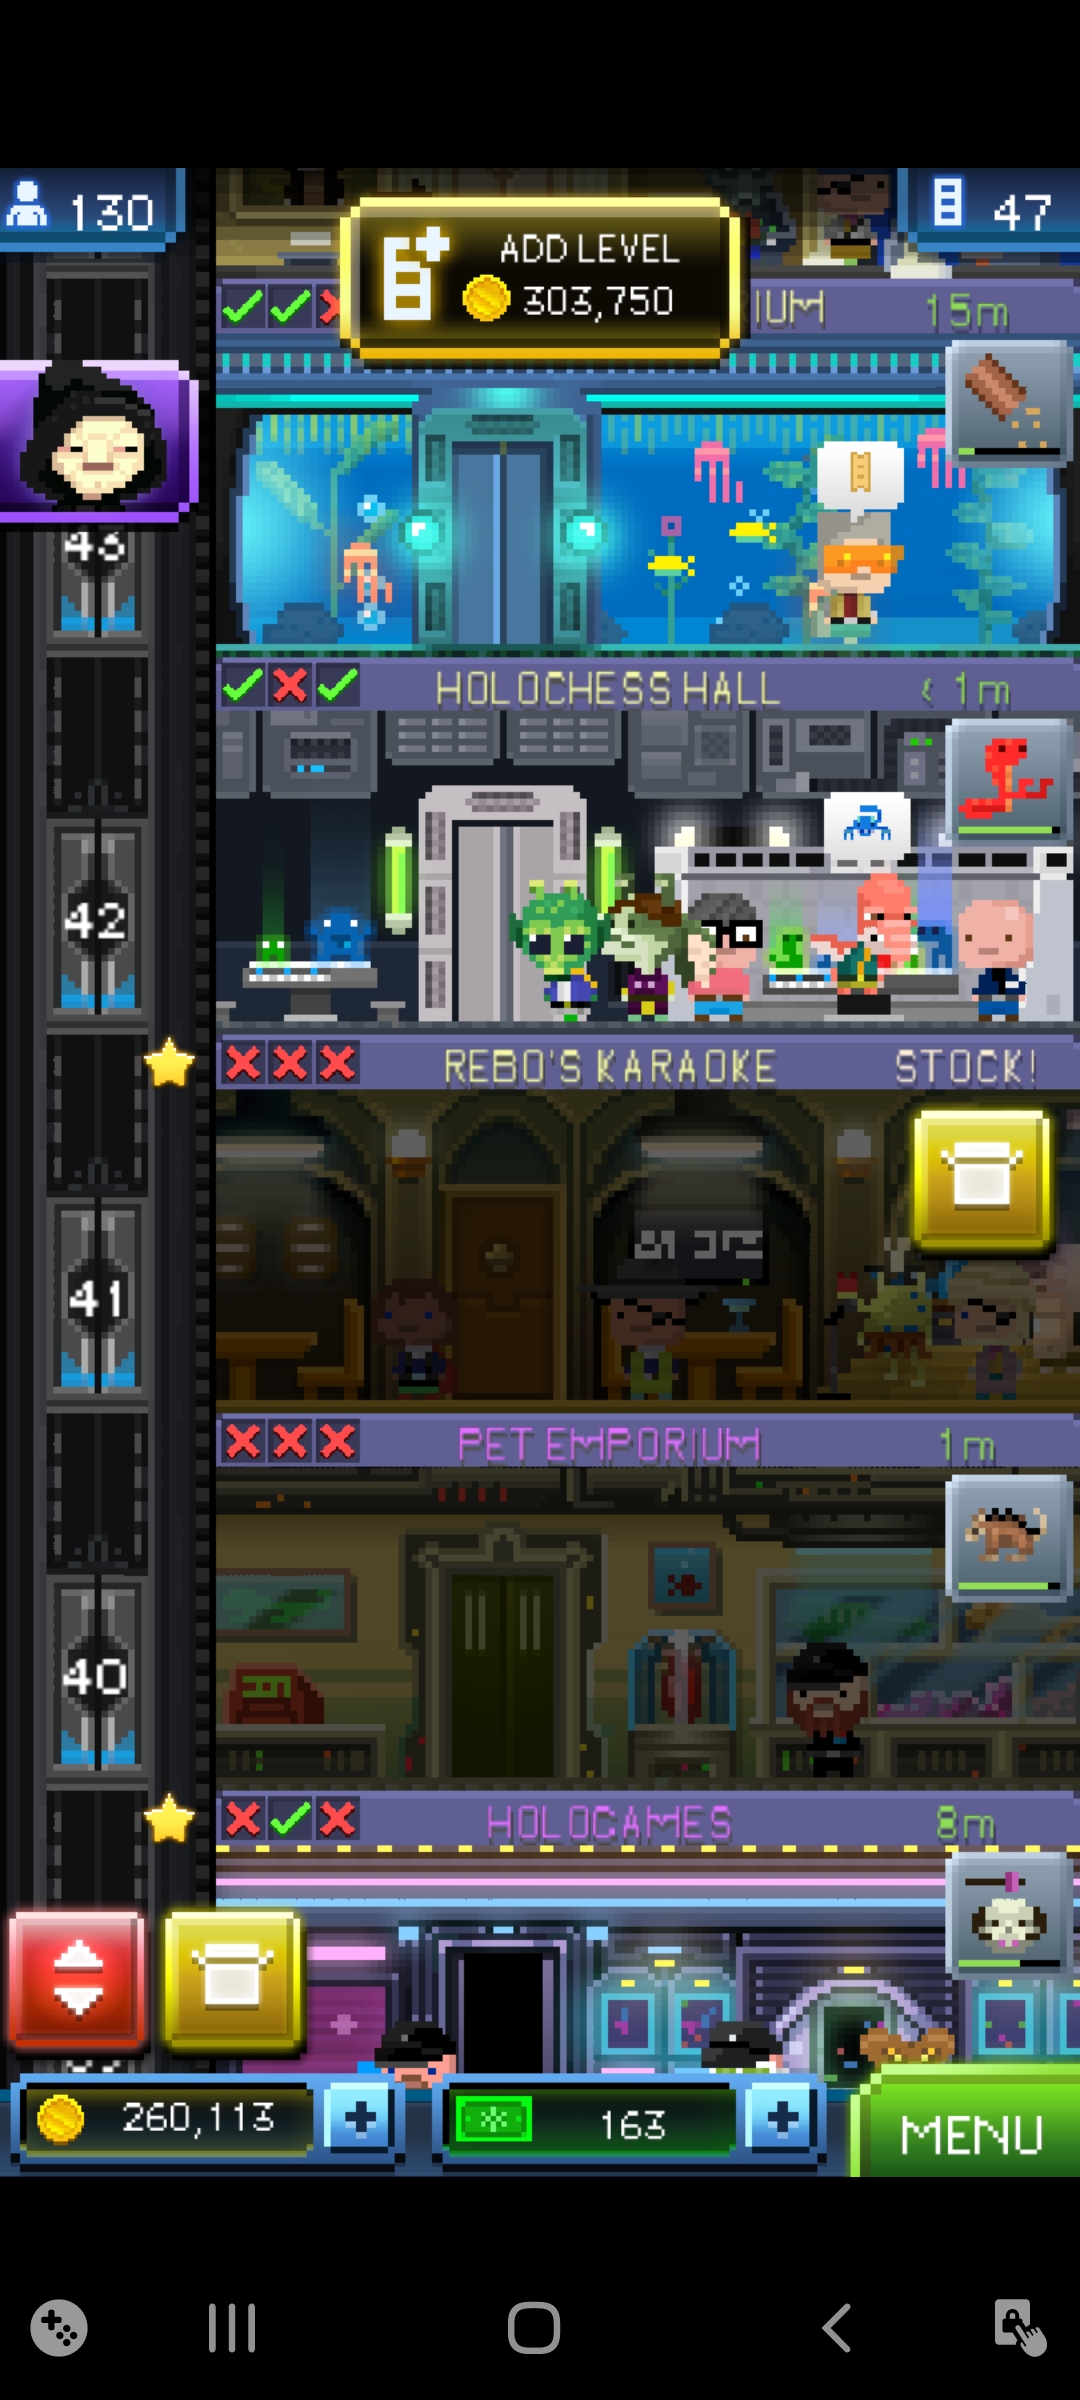 130
ADD LEVEL
303,750
47
IUM 15m
43
HOLOCHESS HALL < 1m
42
REBO'S KARAOKE STOCK!
41
PET EMPORIUM 1m
40
HOLOGAMES 8m
260,113
163
MENU